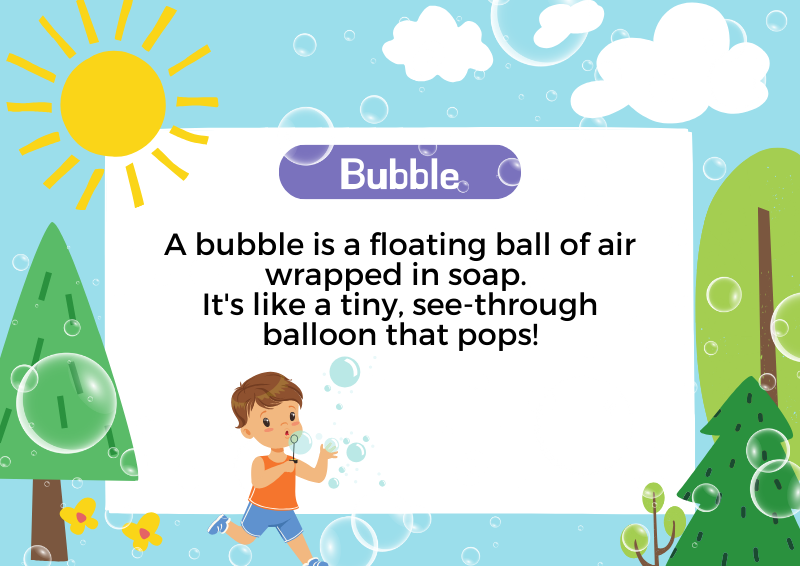 Bubble
A bubble is a floating ball of air
wrapped in soap.
It's like a tiny, see-through
balloon that pops!